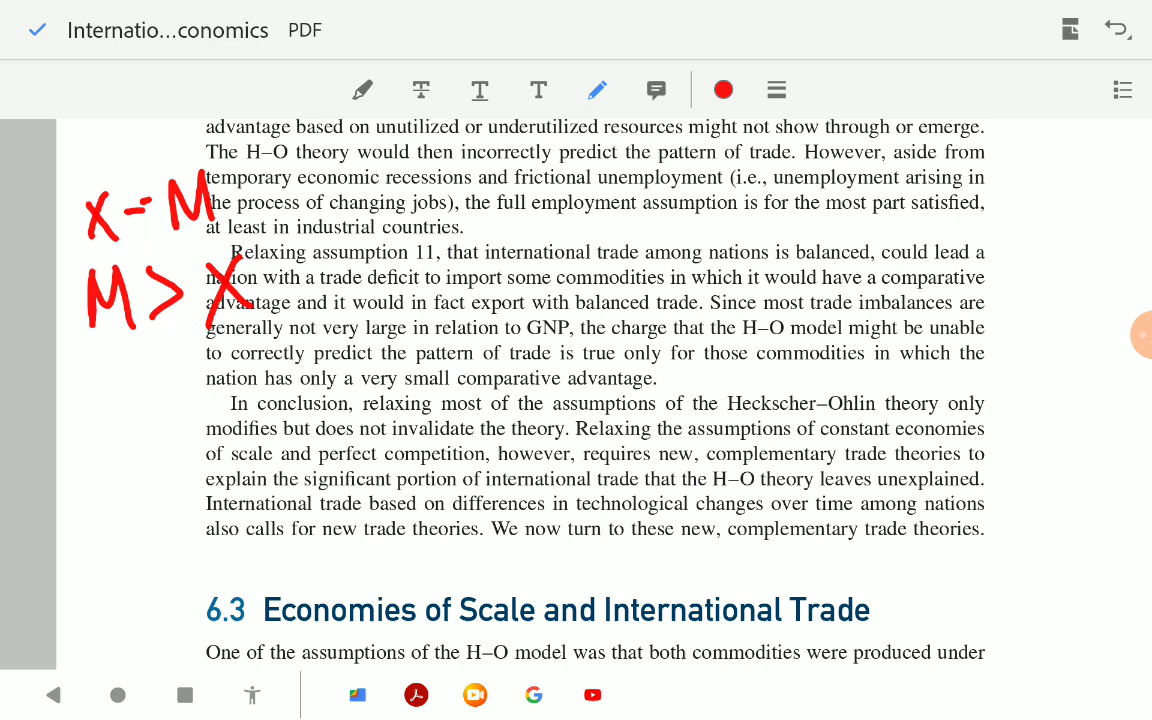 Internatio...conomics PDF
advantage based on unutilized or underutilized resources might not show through or emerge.
The H–O theory would then incorrectly predict the pattern of trade. However, aside from
temporary economic recessions and frictional unemployment (i.e., unemployment arising in
the process of changing jobs), the full employment assumption is for the most part satisfied,
at least in industrial countries.
x = M
Relaxing assumption 11, that international trade among nations is balanced, could lead a
nation with a trade deficit to import some commodities in which it would have a comparative
advantage and it would in fact export with balanced trade. Since most trade imbalances are
generally not very large in relation to GNP, the charge that the H–O model might be unable
to correctly predict the pattern of trade is true only for those commodities in which the
nation has only a very small comparative advantage.
M > X
In conclusion, relaxing most of the assumptions of the Heckscher–Ohlin theory only
modifies but does not invalidate the theory. Relaxing the assumptions of constant economies
of scale and perfect competition, however, requires new, complementary trade theories to
explain the significant portion of international trade that the H–O theory leaves unexplained.
International trade based on differences in technological changes over time among nations
also calls for new trade theories. We now turn to these new, complementary trade theories.
6.3 Economies of Scale and International Trade
One of the assumptions of the H–O model was that both commodities were produced under